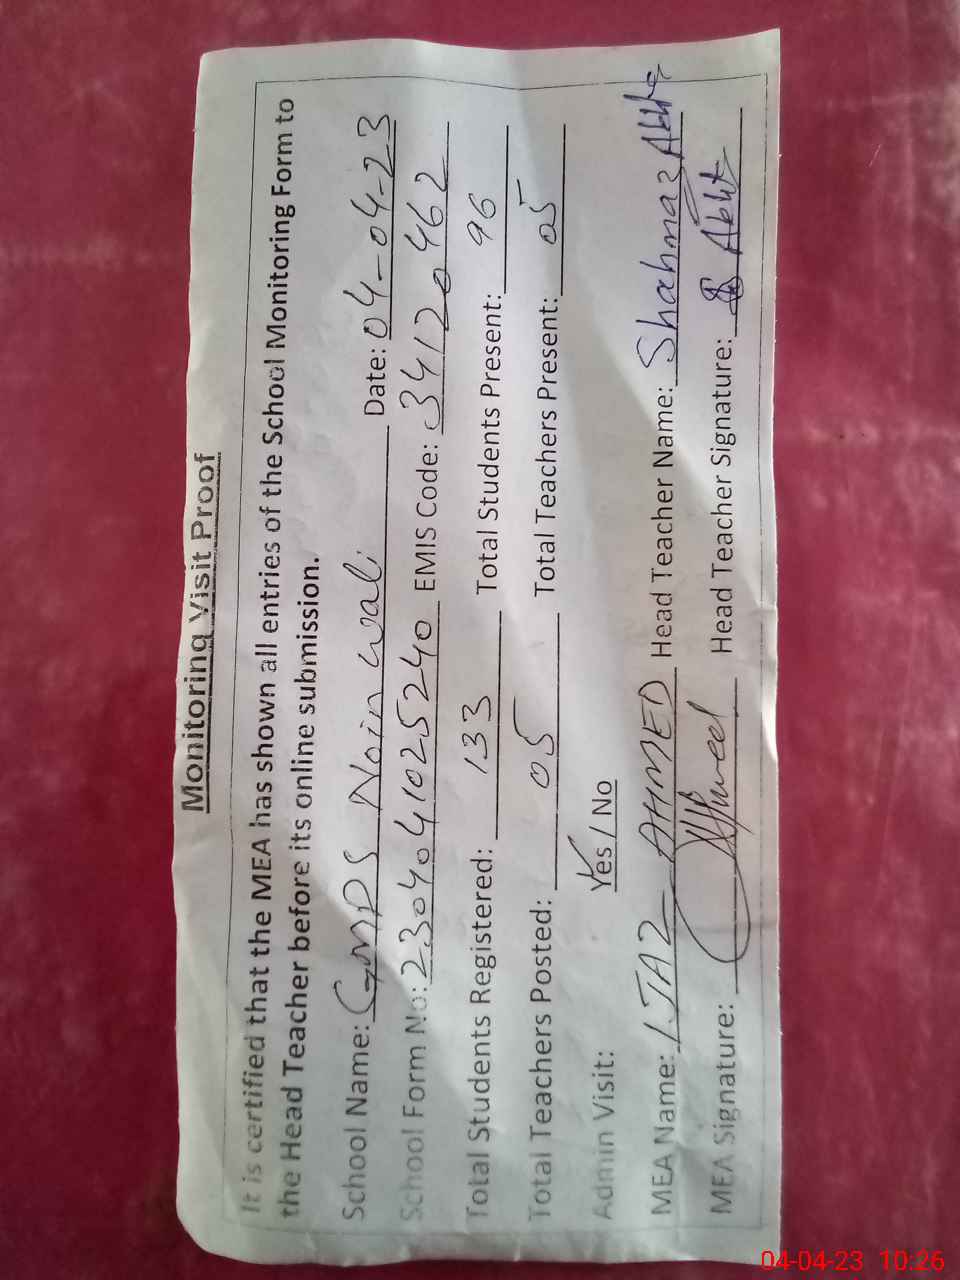 Monitoring Visit Proof
It is certified that the MEA has shown all entries of the School Monitoring Form to
the Head Teacher before its online submission.
School Name: GMPS Noin wali Date: 04-04-23
School Form No: 2304041025240 EMIS Code: 34120462
Total Students Registered: 133 Total Students Present: 96
Total Teachers Posted: 05 Total Teachers Present: 05
Admin Visit: Yes / No
MEA Name: IJAZ AHMED Head Teacher Name: Shahnaz Akhtar
MEA Signature: Head Teacher Signature:
04-04-23 10:26